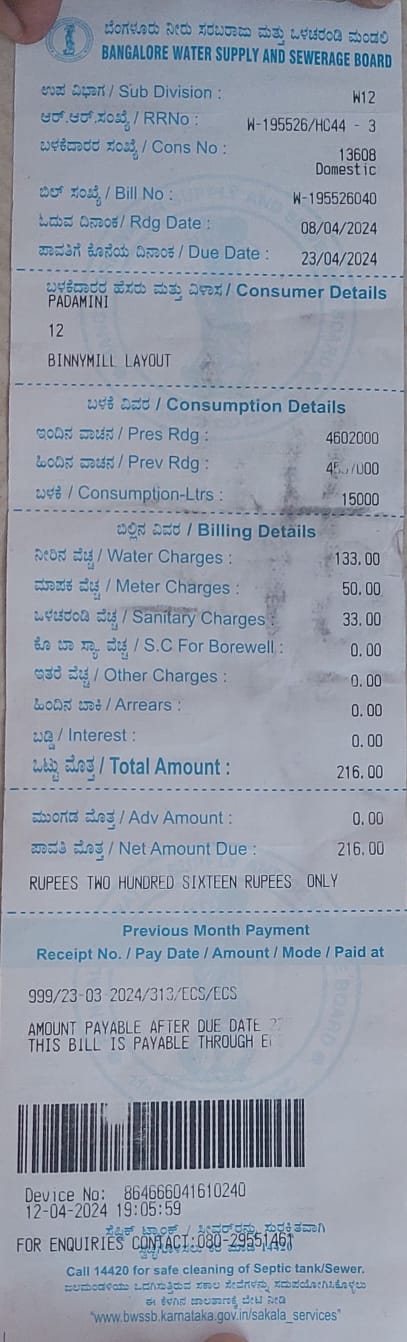 ಬೆಂಗಳೂರು ನೀರು ಸರಬರಾಜು ಮತ್ತು ಒಳಚರಂಡಿ ಮಂಡಲಿ
BANGALORE WATER SUPPLY AND SEWERAGE BOARD
ಉಪ ವಿಭಾಗ / Sub Division : W12
ಆರ್.ಆರ್.ಸಂಖ್ಯೆ / RRNo : W-195526/HC44 - 3
ಬಳಕೆದಾರರ ಸಂಖ್ಯೆ / Cons No : 13608
Domestic
ಬಿಲ್ ಸಂಖ್ಯೆ / Bill No : W-195526040
ಓದುವ ದಿನಾಂಕ / Rdg Date : 08/04/2024
ಪಾವತಿಗೆ ಕೊನೆಯ ದಿನಾಂಕ / Due Date : 23/04/2024
ಬಳಕೆದಾರರ ಹೆಸರು ಮತ್ತು ವಿಳಾಸ / Consumer Details
PADAMINI
12
BINNYMILL LAYOUT
ಬಳಕೆ ವಿವರ / Consumption Details
ಇಂದಿನ ವಾಚನ / Pres Rdg : 4602000
ಹಿಂದಿನ ವಾಚನ / Prev Rdg :
ಬಳಕೆ / Consumption-Ltrs : 15000
ಬಿಲ್ಲಿನ ವಿವರ / Billing Details
ನೀರಿನ ವೆಚ್ಚ / Water Charges : 133.00
ಮಾಪಕ ವೆಚ್ಚ / Meter Charges : 50.00
ಒಳಚರಂಡಿ ವೆಚ್ಚ / Sanitary Charges : 33.00
ಕೊ ಬಾ ಸ್ಯಾ ವೆಚ್ಚ / S.C For Borewell : 0.00
ಇತರೆ ವೆಚ್ಚ / Other Charges : 0.00
ಹಿಂದಿನ ಬಾಕಿ / Arrears : 0.00
ಬಡ್ಡಿ / Interest : 0.00
ಒಟ್ಟು ಮೊತ್ತ / Total Amount : 216.00
ಮುಂಗಡ ಮೊತ್ತ / Adv Amount : 0.00
ಪಾವತಿ ಮೊತ್ತ / Net Amount Due : 216.00
RUPEES TWO HUNDRED SIXTEEN RUPEES ONLY
Previous Month Payment
Receipt No. / Pay Date / Amount / Mode / Paid at
999/23-03-2024/313/ECS/ECS
AMOUNT PAYABLE AFTER DUE DATE
THIS BILL IS PAYABLE THROUGH
Device No: 864666041610240
12-04-2024 19:05:59
ಸೆಪ್ಟಿಕ್ ಟ್ಯಾಂಕ್ / ಸೀವರ್‌ರನ್ನು ಸುರಕ್ಷಿತವಾಗಿ
FOR ENQUIRIES CONTACT:080-29551461
14420
Call 14420 for safe cleaning of Septic tank/Sewer.
ಜಲಮಂಡಳಿಯು ಒದಗಿಸುತ್ತಿರುವ ಸಕಾಲ ಸೇವೆಗಳನ್ನು ಸದುಪಯೋಗಿಸಿಕೊಳ್ಳಲು
ಈ ಕೆಳಗಿನ ಜಾಲತಾಣಕ್ಕೆ ಭೇಟಿ ನೀಡಿ
"www.bwssb.karnataka.gov.in/sakala_services"